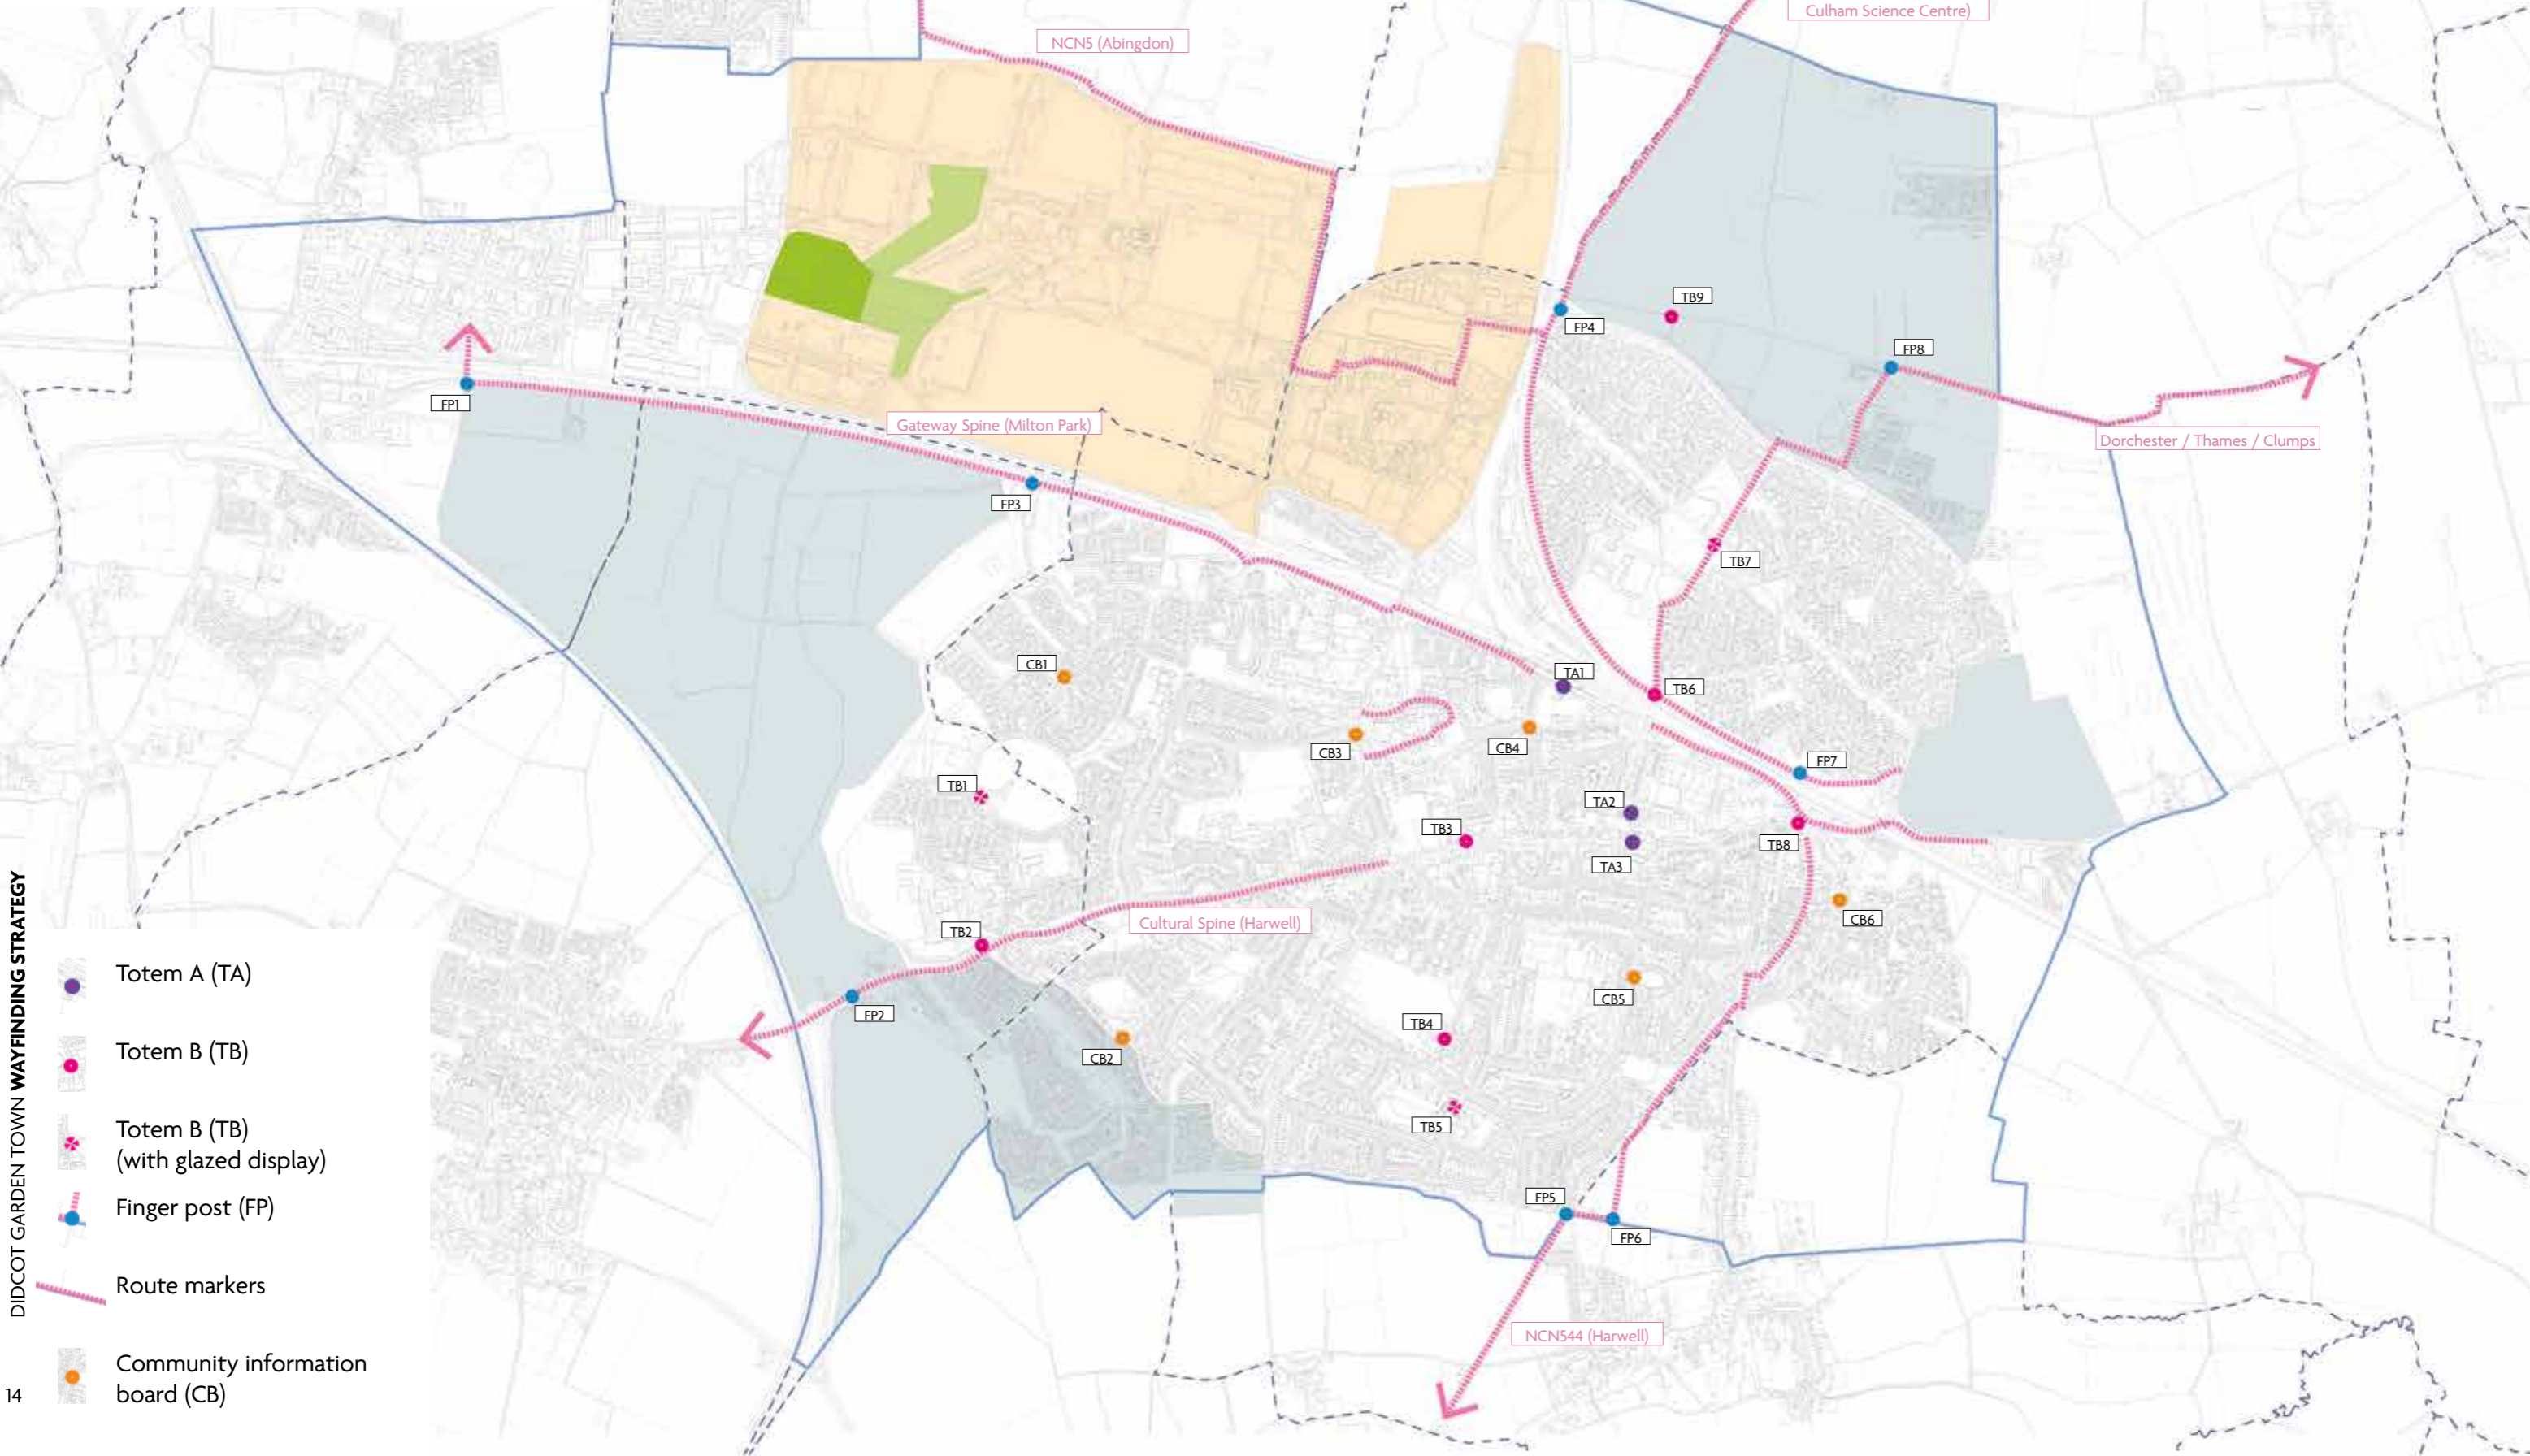 Culham Science Centre)
NCN5 (Abingdon)
TB9
FP4
FP8
FP1
Gateway Spine (Milton Park)
Dorchester / Thames / Clumps
FP3
TB7
CB1
TA1
TB6
CB3
CB4
FP7
TB1
TA2
TB3
TB8
TA3
CB6
Cultural Spine (Harwell)
TB2
CB5
FP2
TB4
CB2
TB5
FP5
FP6
NCN544 (Harwell)
Totem A (TA)
Totem B (TB)
Totem B (TB)
(with glazed display)
Finger post (FP)
Route markers
Community information
board (CB)
DIDCOT GARDEN TOWN WAYFINDING STRATEGY
14